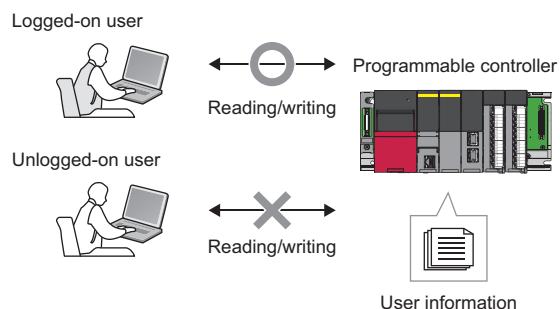 Logged-on user
Programmable controller
Reading/writing
Unlogged-on user
Reading/writing
User information